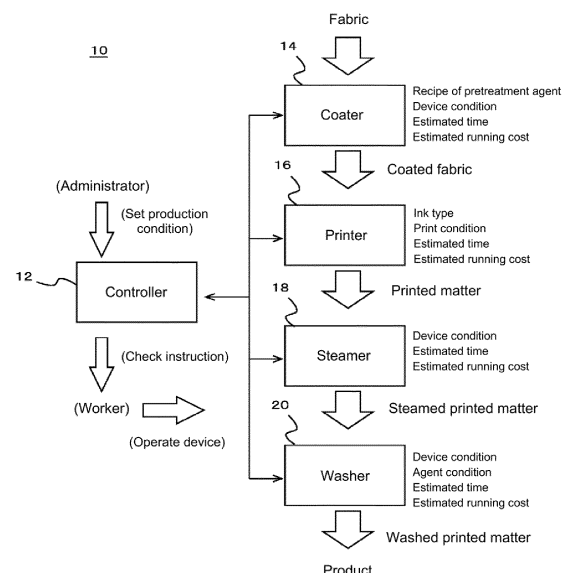 Fabric
10
14
Coater
Recipe of pretreatment agent
Device condition
Estimated time
Estimated running cost
Coated fabric
(Administrator)
(Set production
condition)
12
Controller
(Check instruction)
(Worker)
(Operate device)
16
Printer
Ink type
Print condition
Estimated time
Estimated running cost
Printed matter
18
Steamer
Device condition
Estimated time
Estimated running cost
Steamed printed matter
20
Washer
Device condition
Agent condition
Estimated time
Estimated running cost
Washed printed matter
Product